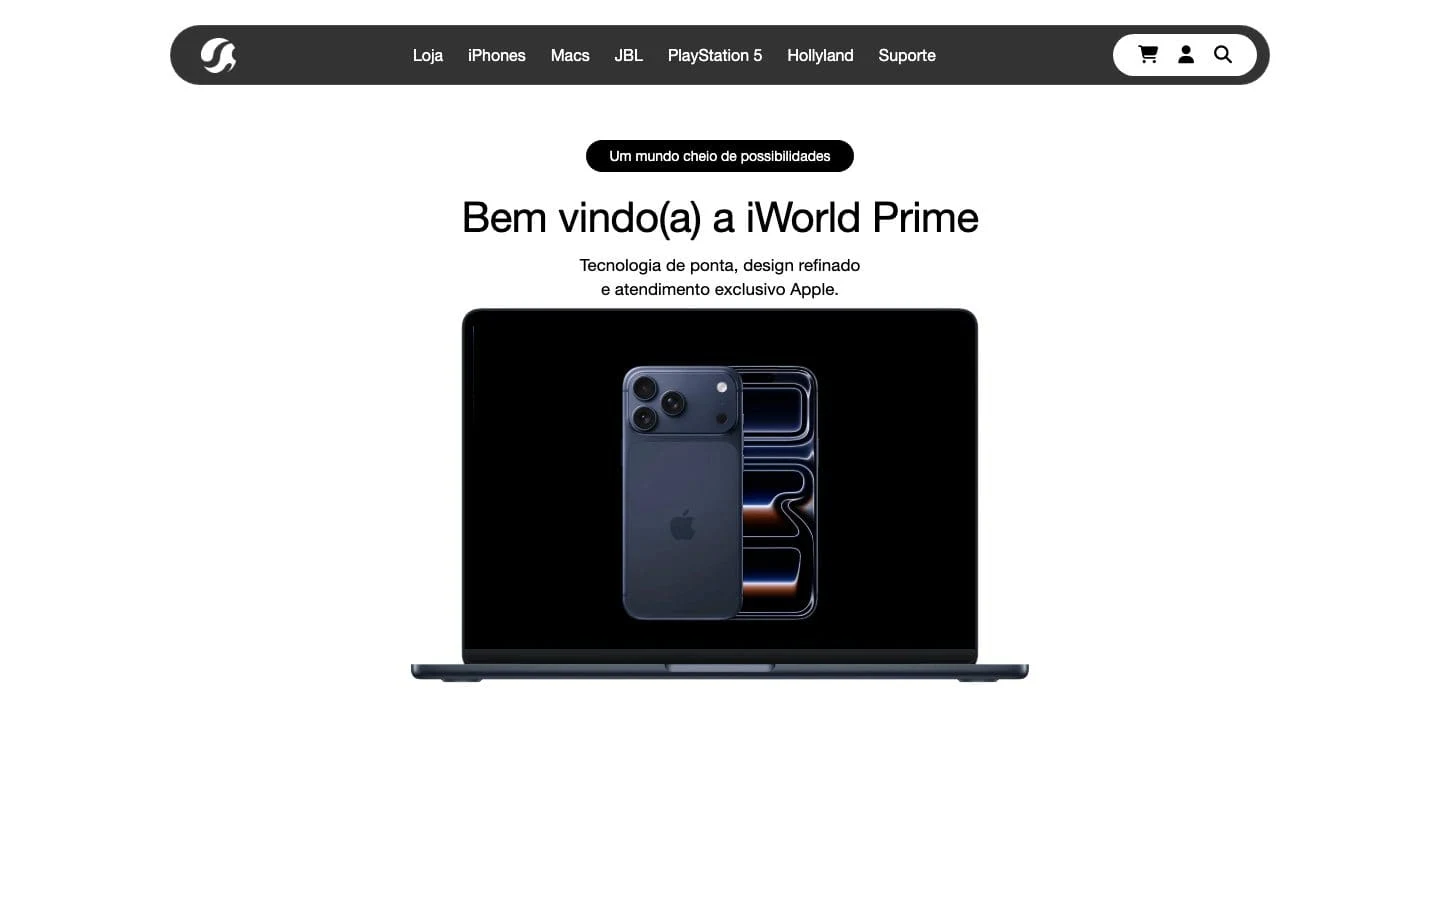 Loja iPhones Macs JBL PlayStation 5 Hollyland Suporte
Um mundo cheio de possibilidades
Bem vindo(a) a iWorld Prime
Tecnologia de ponta, design refinado
e atendimento exclusivo Apple.